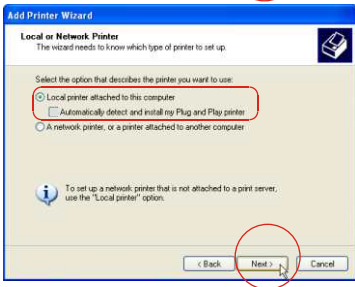 Add Printer Wizard
Local or Network Printer
The wizard needs to know which type of printer to set up.
Select the option that describes the printer you want to use:
Local printer attached to this computer
Automatically detect and install my Plug and Play printer
A network printer, or a printer attached to another computer
To set up a network printer that is not attached to a print server,
use the "Local printer" option.
< Back Next > Cancel